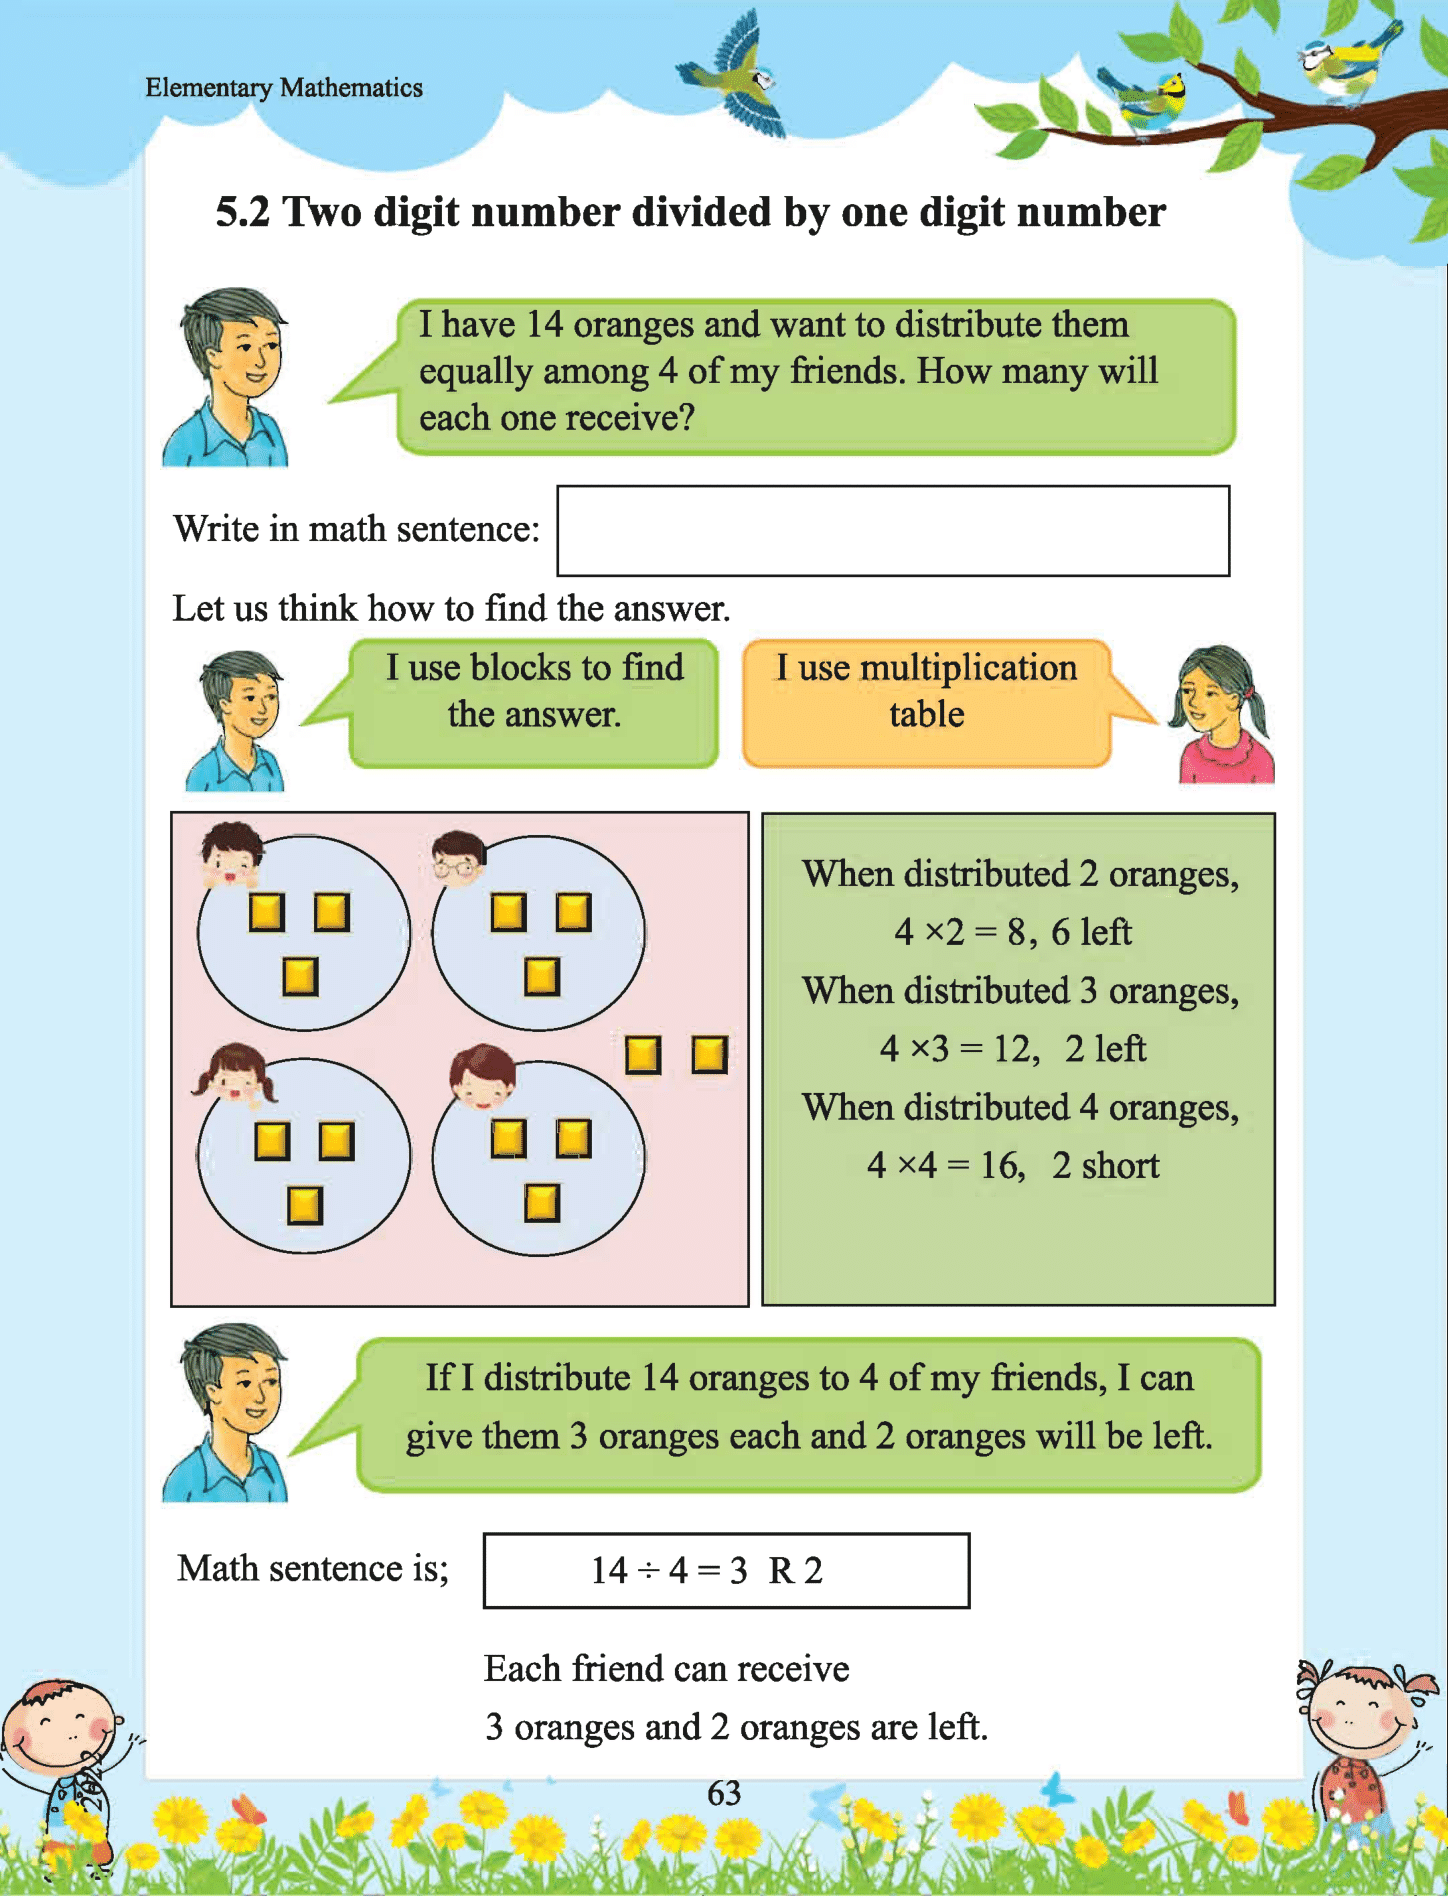 Elementary Mathematics
5.2 Two digit number divided by one digit number
I have 14 oranges and want to distribute them
equally among 4 of my friends. How many will
each one receive?
Write in math sentence:
Let us think how to find the answer.
I use blocks to find
the answer.
I use multiplication
table
When distributed 2 oranges,
4 ×2 = 8, 6 left
When distributed 3 oranges,
4 ×3 = 12, 2 left
When distributed 4 oranges,
4 ×4 = 16, 2 short
If I distribute 14 oranges to 4 of my friends, I can
give them 3 oranges each and 2 oranges will be left.
Math sentence is;
14 ÷ 4 = 3 R 2
Each friend can receive
3 oranges and 2 oranges are left.
63